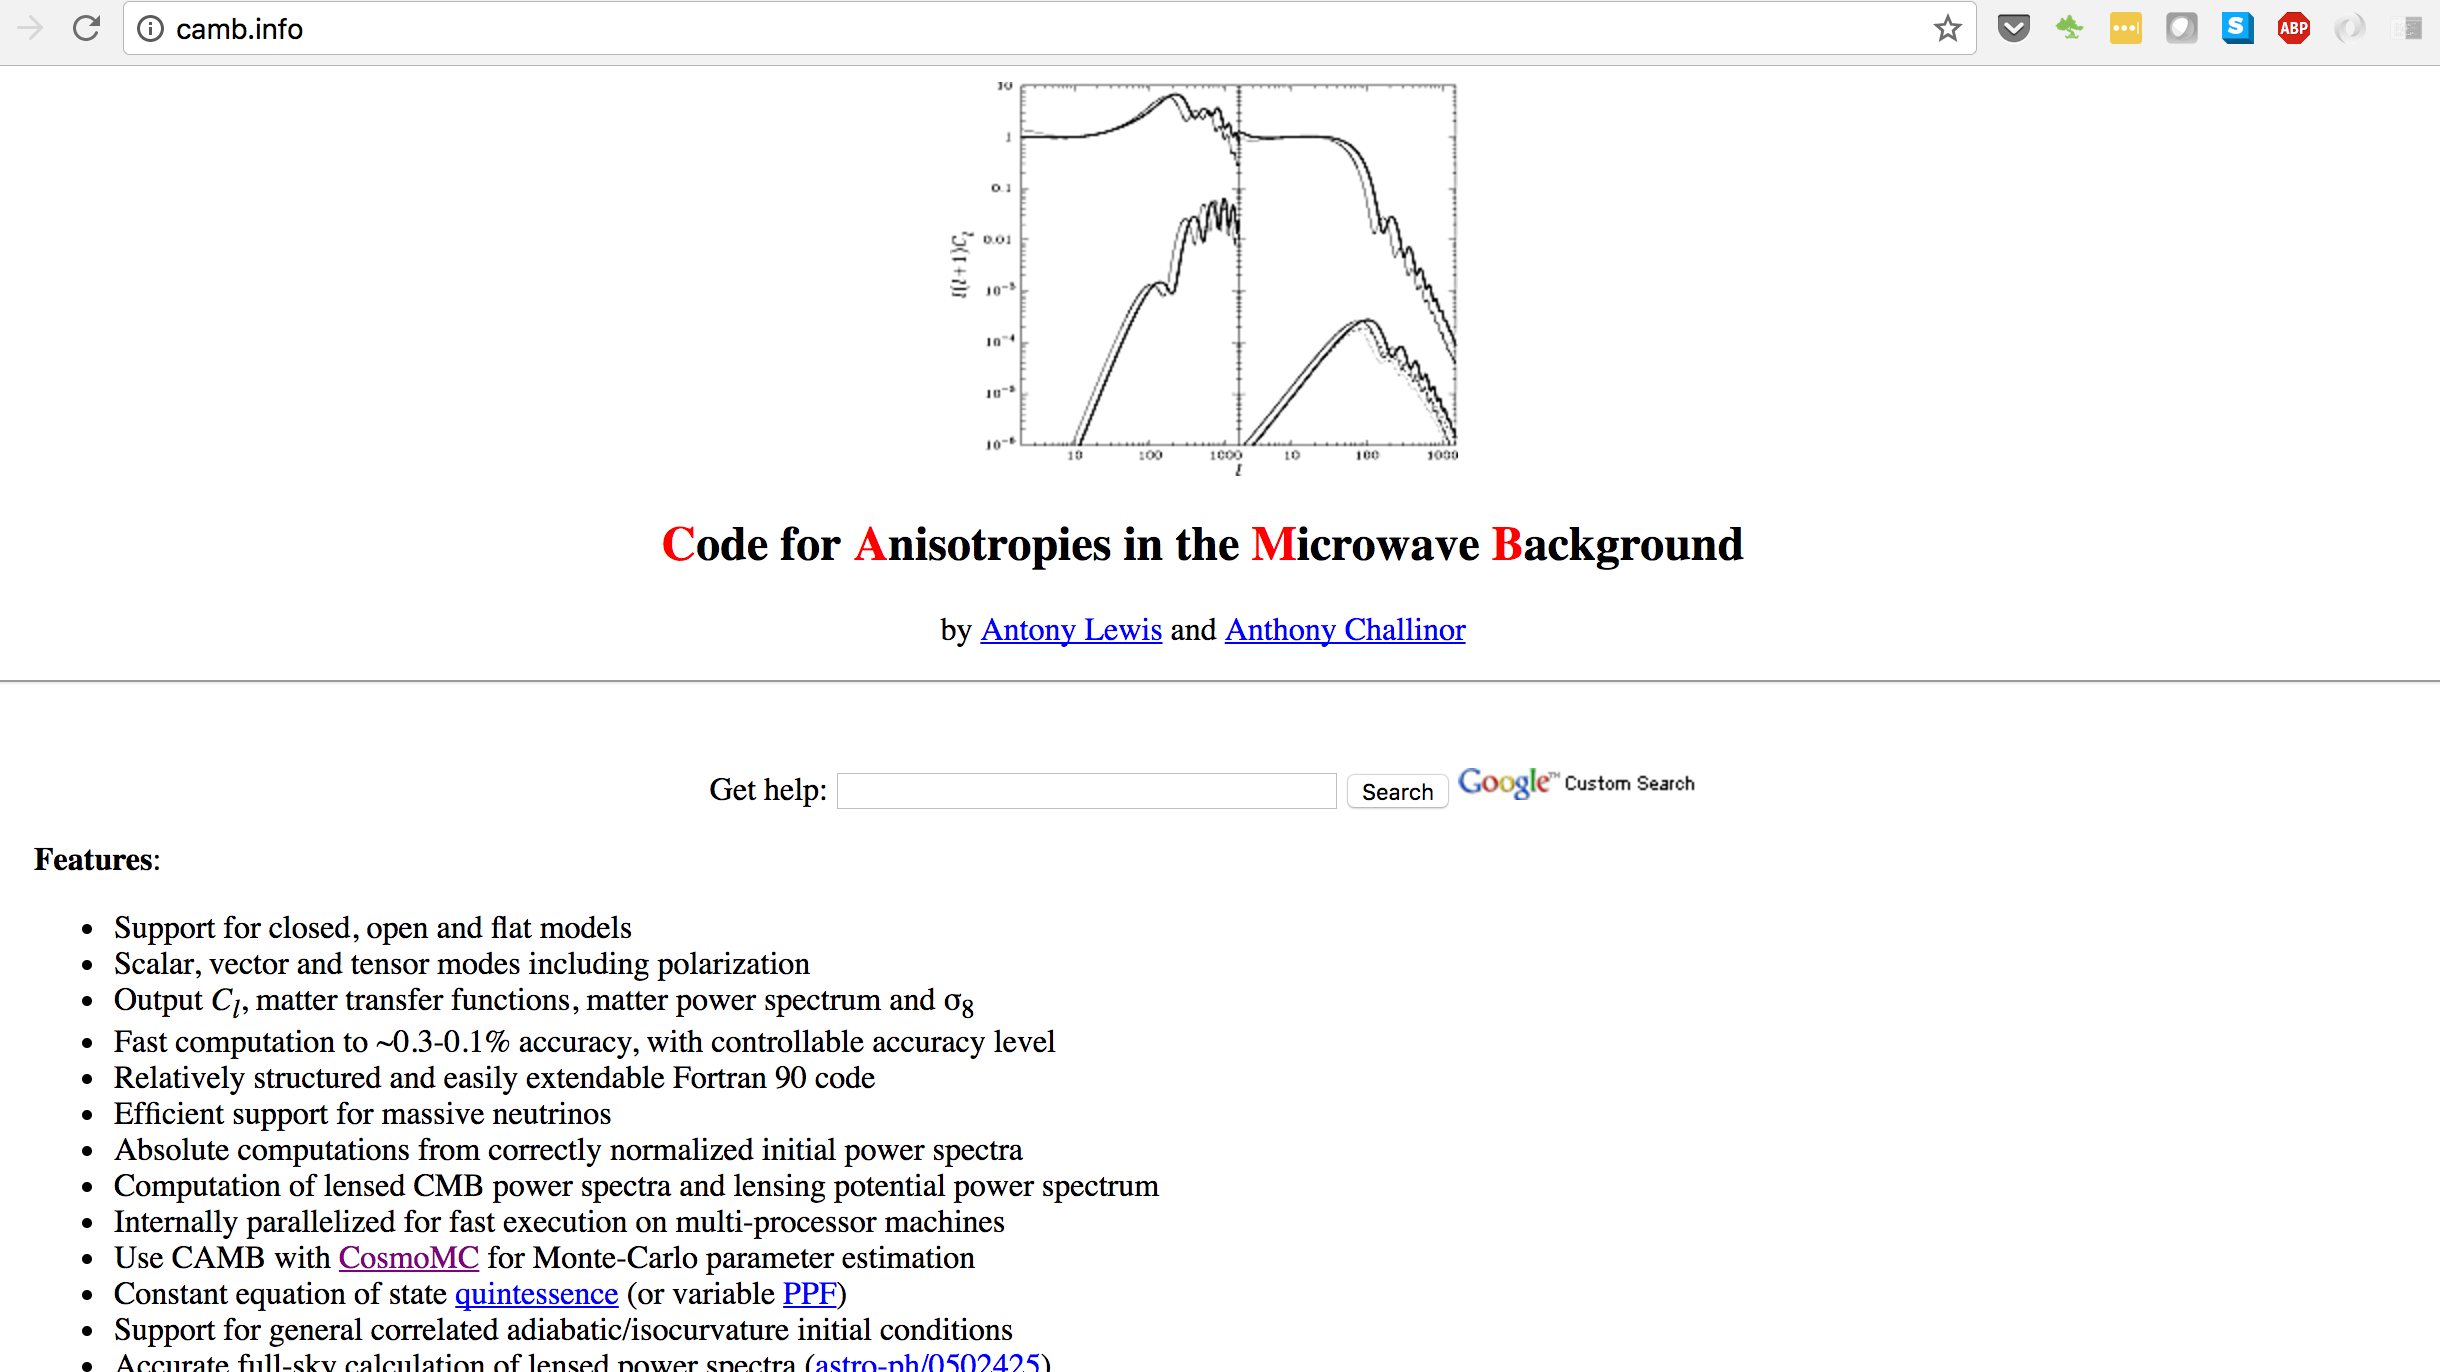 camb.info
ABP
10
1
0.1
0.01
10⁻³
10⁻⁴
10⁻⁵
10⁻⁶
l(l+1)C_l
10 100 1000 10 100 1000
l
Code for Anisotropies in the Microwave Background
by Antony Lewis and Anthony Challinor
Get help: Search Google™ Custom Search
Features:
• Support for closed, open and flat models
• Scalar, vector and tensor modes including polarization
• Output C_l, matter transfer functions, matter power spectrum and σ₈
• Fast computation to ~0.3-0.1% accuracy, with controllable accuracy level
• Relatively structured and easily extendable Fortran 90 code
• Efficient support for massive neutrinos
• Absolute computations from correctly normalized initial power spectra
• Computation of lensed CMB power spectra and lensing potential power spectrum
• Internally parallelized for fast execution on multi-processor machines
• Use CAMB with CosmoMC for Monte-Carlo parameter estimation
• Constant equation of state quintessence (or variable PPF)
• Support for general correlated adiabatic/isocurvature initial conditions
• Accurate full-sky calculation of lensed power spectra (astro-ph/0502425)